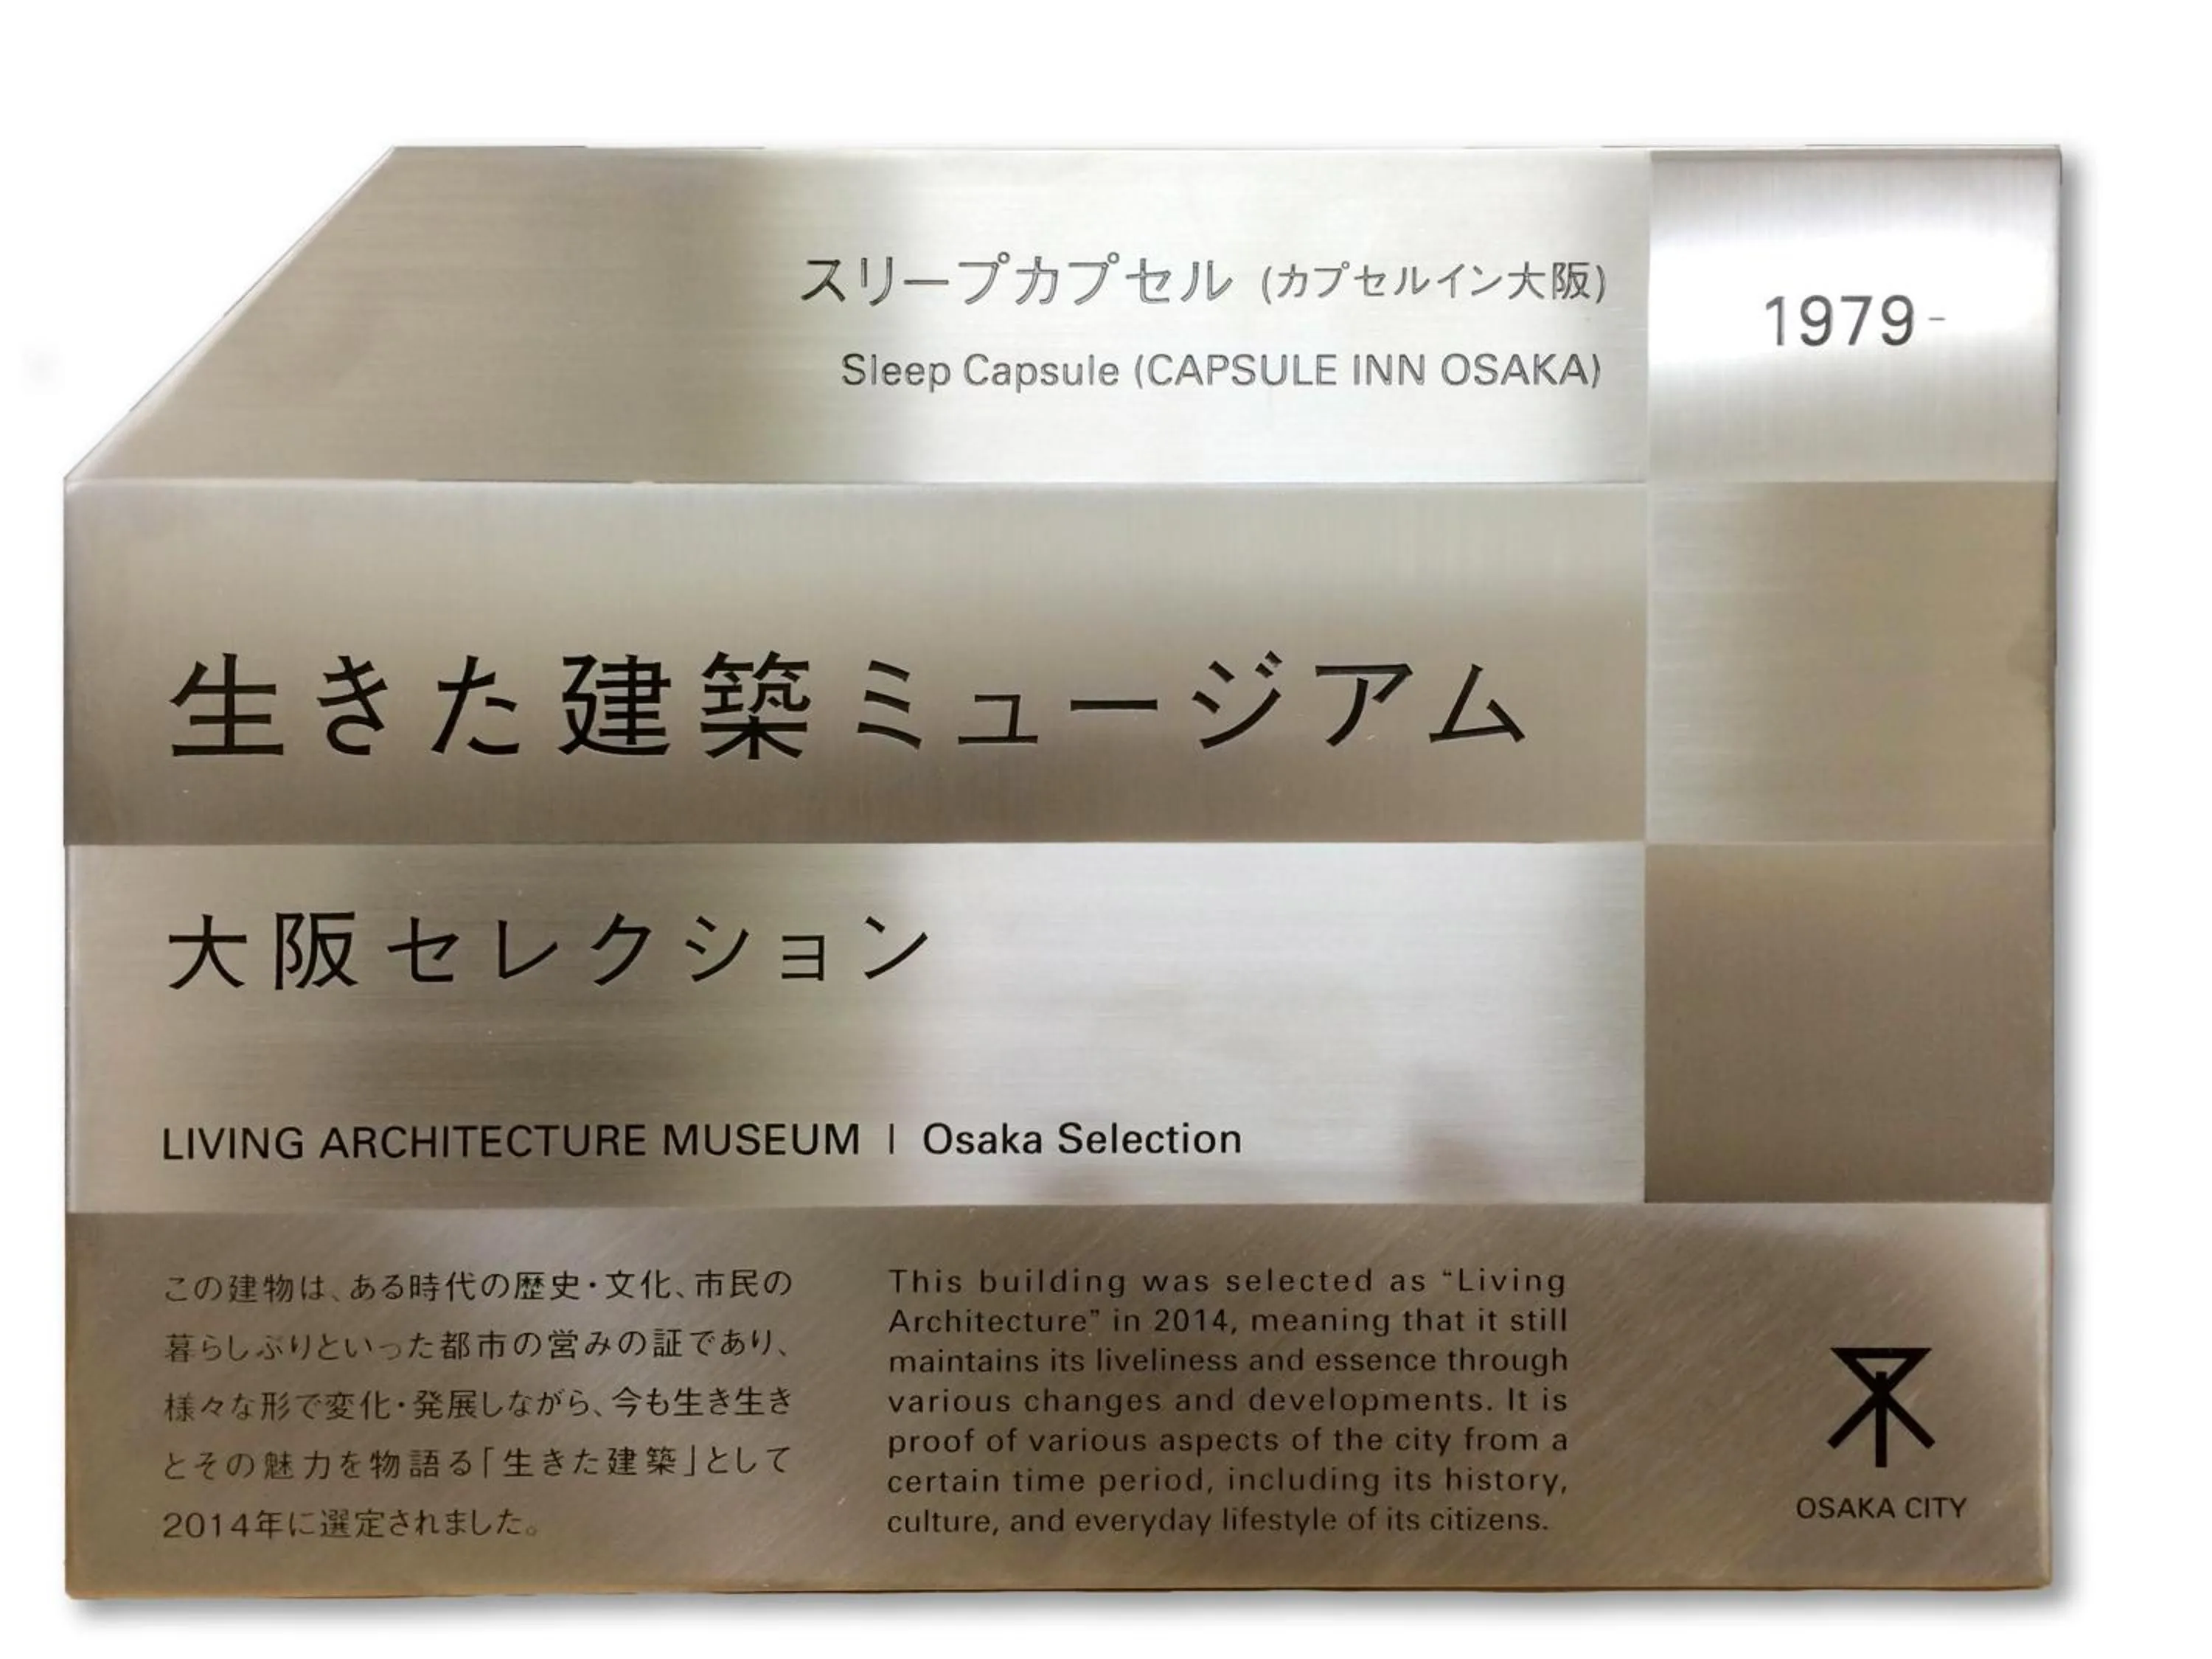 スリープカプセル (カプセルイン大阪)
Sleep Capsule (CAPSULE INN OSAKA)
1979-
生きた建築ミュージアム
大阪セレクション
LIVING ARCHITECTURE MUSEUM | Osaka Selection
この建物は、ある時代の歴史・文化、市民の
暮らしぶりといった都市の営みの証であり、
様々な形で変化・発展しながら、今も生き生き
とその魅力を物語る「生きた建築」として
2014年に選定されました。
This building was selected as “Living
Architecture” in 2014, meaning that it still
maintains its liveliness and essence through
various changes and developments. It is
proof of various aspects of the city from a
certain time period, including its history,
culture, and everyday lifestyle of its citizens.
OSAKA CITY